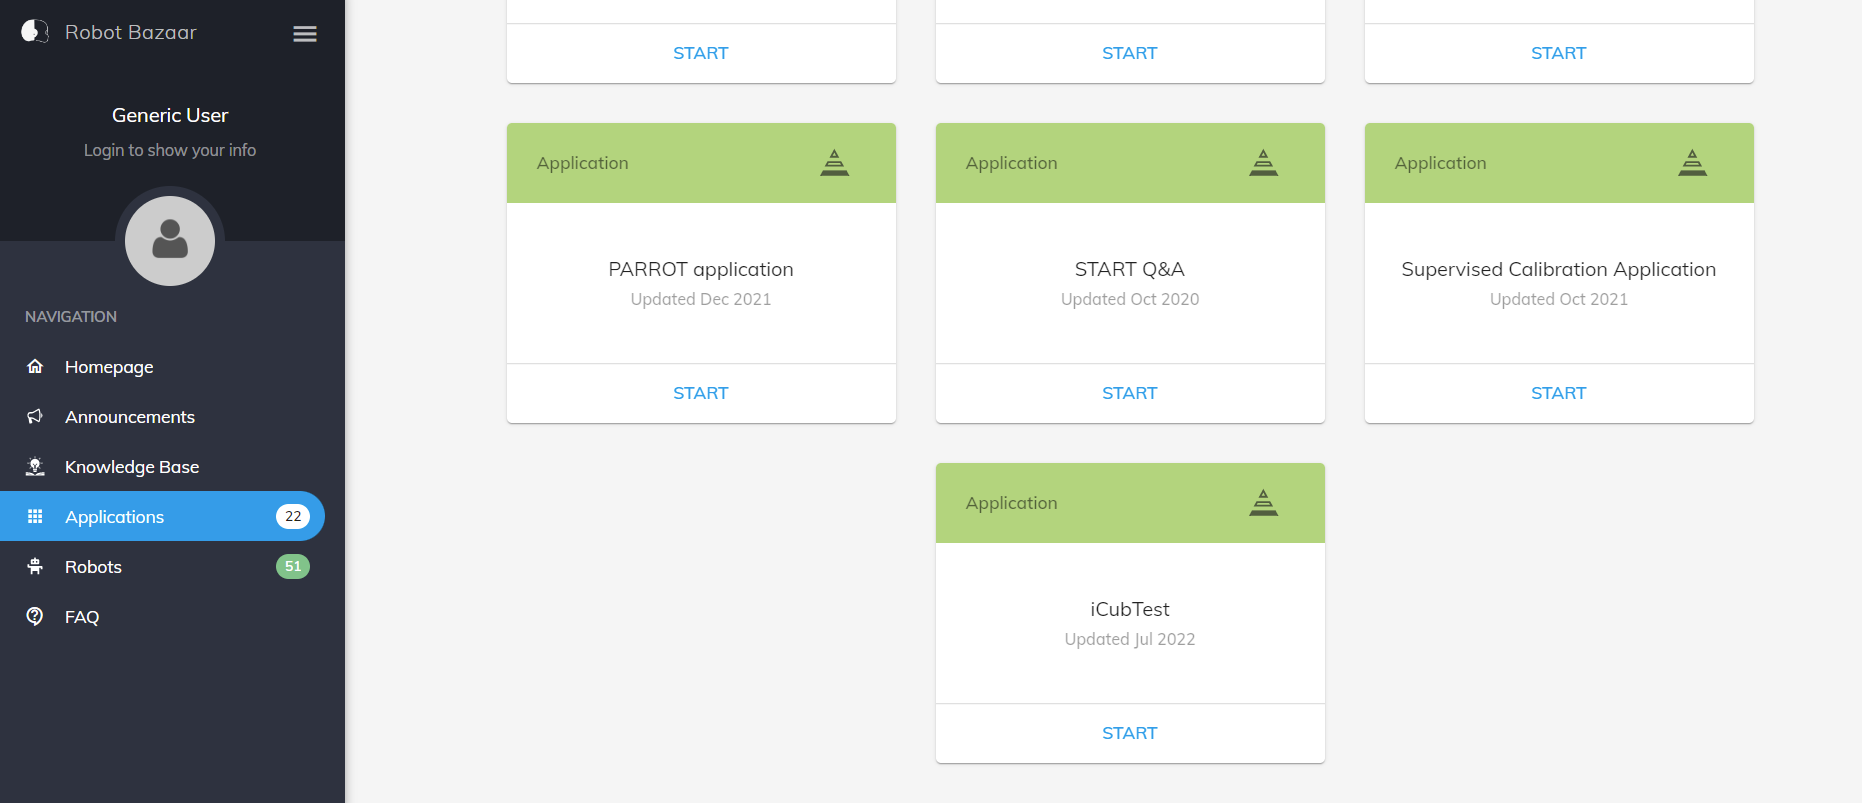 Robot Bazaar
Generic User
Login to show your info
NAVIGATION
Homepage
Announcements
Knowledge Base
Applications 22
Robots 51
FAQ
START START START
Application Application Application
PARROT application START Q&A Supervised Calibration Application
Updated Dec 2021 Updated Oct 2020 Updated Oct 2021
START START START
Application
iCubTest
Updated Jul 2022
START